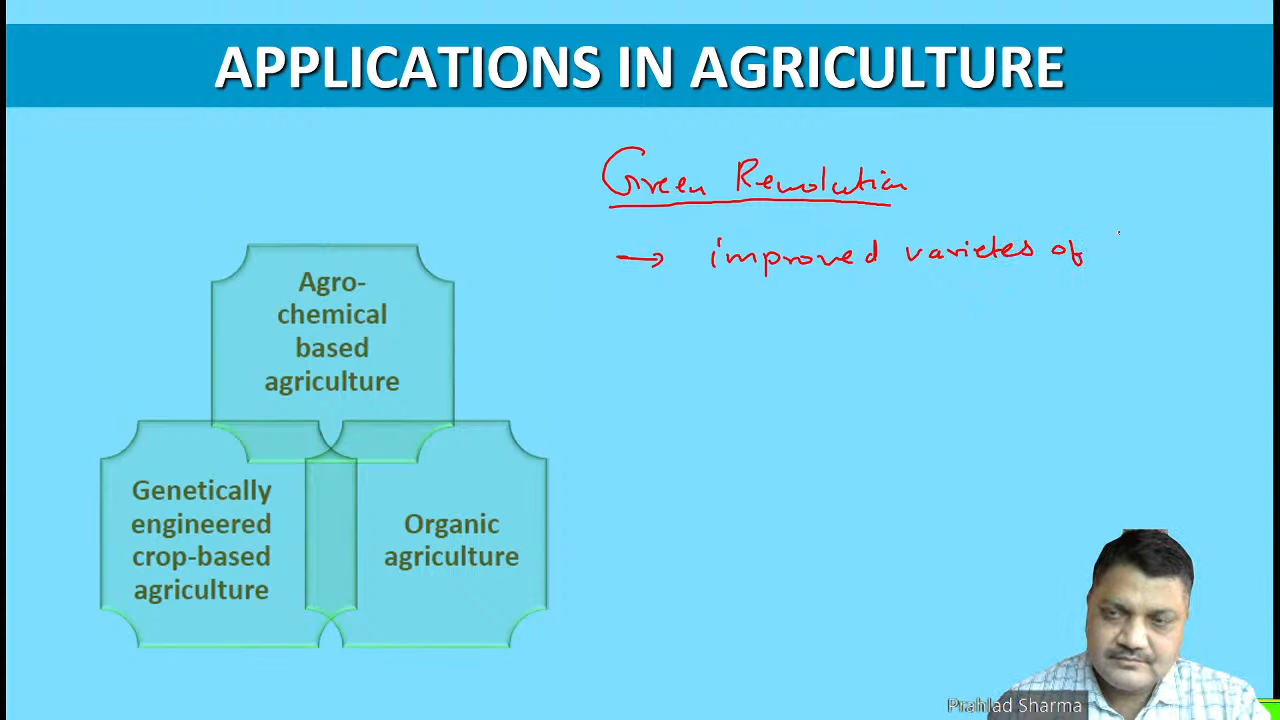 APPLICATIONS IN AGRICULTURE
Green Revolution
→ improved varietes of
Agro-
chemical
based
agriculture
Genetically
engineered
crop-based
agriculture
Organic
agriculture
Prahlad Sharma